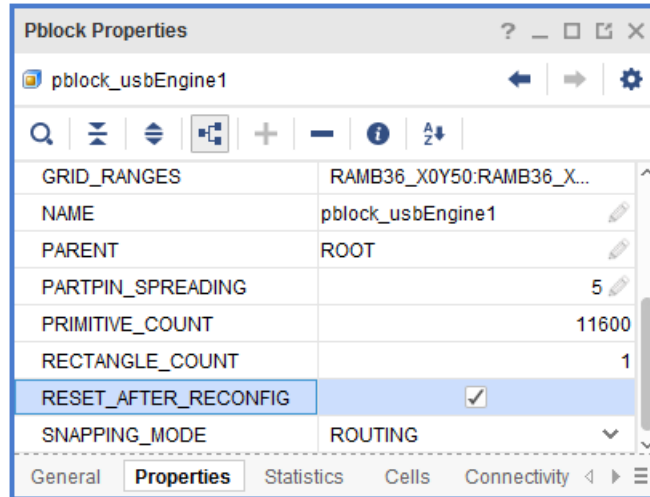 Pblock Properties
pblock_usbEngine1
GRID_RANGES RAMB36_X0Y50:RAMB36_X...
NAME pblock_usbEngine1
PARENT ROOT
PARTPIN_SPREADING 5
PRIMITIVE_COUNT 11600
RECTANGLE_COUNT 1
RESET_AFTER_RECONFIG
SNAPPING_MODE ROUTING
General Properties Statistics Cells Connectivity